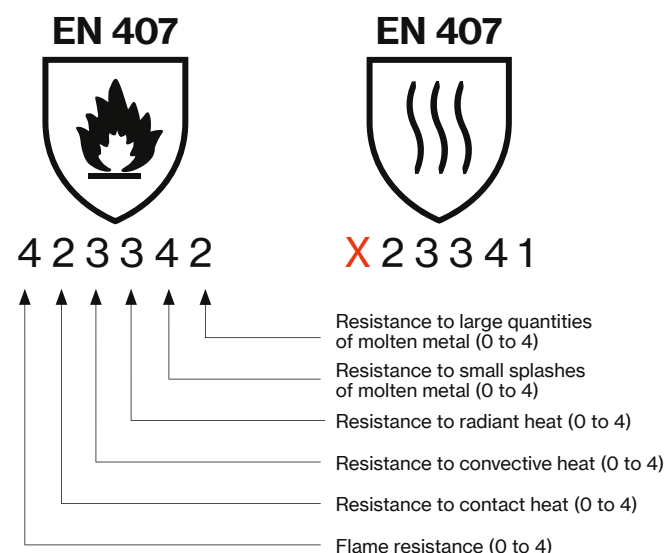 EN 407
EN 407
4 2 3 3 4 2
X 2 3 3 4 1
Resistance to large quantities
of molten metal (0 to 4)
Resistance to small splashes
of molten metal (0 to 4)
Resistance to radiant heat (0 to 4)
Resistance to convective heat (0 to 4)
Resistance to contact heat (0 to 4)
Flame resistance (0 to 4)